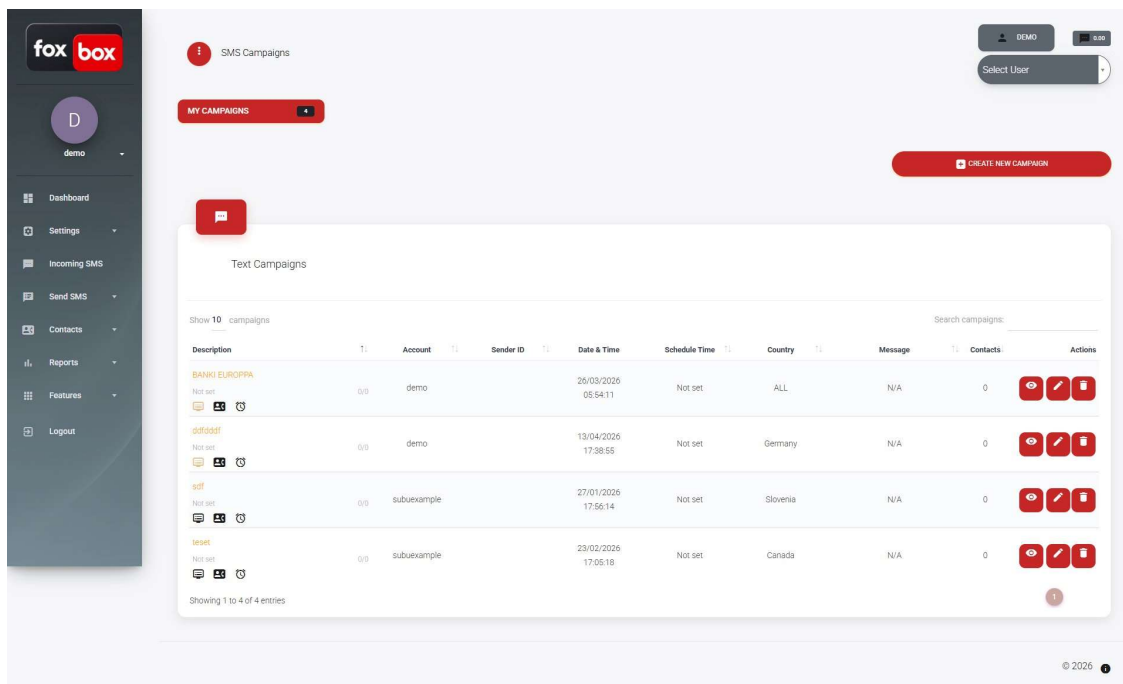 fox box
D
demo
Dashboard
Settings
Incoming SMS
Send SMS
Contacts
Reports
Features
Logout
SMS Campaigns
DEMO
0.00
Select User
MY CAMPAIGNS 4
CREATE NEW CAMPAIGN
Text Campaigns
Show 10 campaigns
Search campaigns:
Description Account Sender ID Date & Time Schedule Time Country Message Contacts Actions
BANKI EUROPPA
Not set 0/0 demo 26/03/2026 05:54:11 Not set ALL N/A 0
ddfdddf
Not set 0/0 demo 13/04/2026 17:38:55 Not set Germany N/A 0
sdf
Not set 0/0 subuexample 27/01/2026 17:56:14 Not set Slovenia N/A 0
teset
Not set 0/0 subuexample 23/02/2026 17:05:18 Not set Canada N/A 0
Showing 1 to 4 of 4 entries
1
© 2026